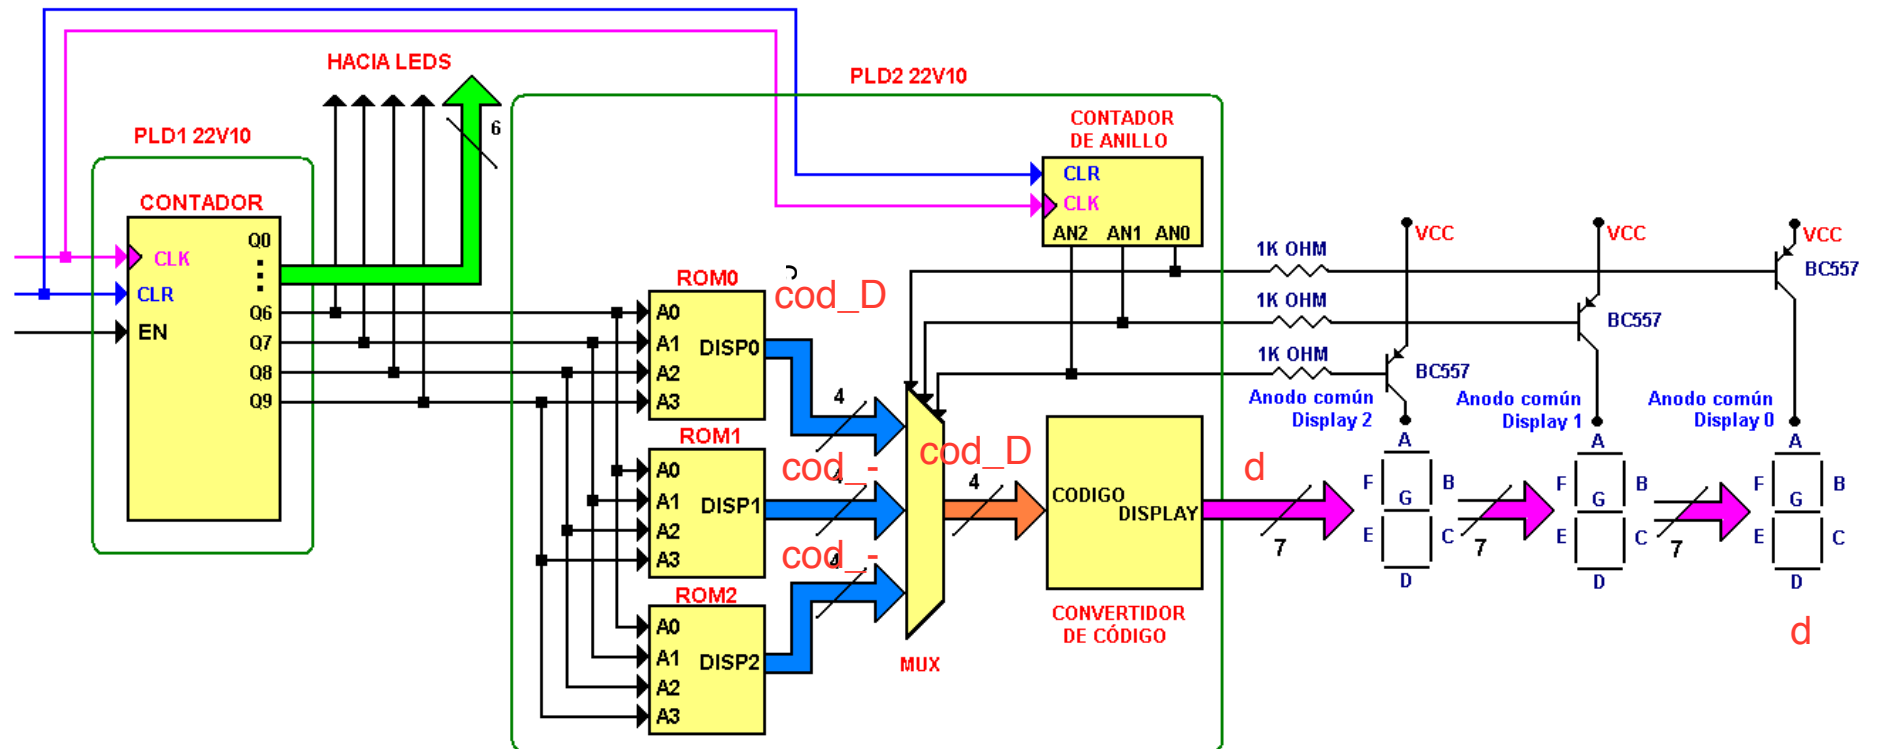 HACIA LEDS
6
PLD1 22V10
CONTADOR
CLK
CLR
EN
Q0
Q6
Q7
Q8
Q9
PLD2 22V10
CONTADOR
DE ANILLO
CLR
CLK
AN2 AN1 AN0
ROM0
A0
A1
A2
A3
DISP0
cod_D
4
ROM1
A0
A1
A2
A3
DISP1
cod_-
4
ROM2
A0
A1
A2
A3
DISP2
cod_-
4
MUX
cod_D
4
CODIGO
DISPLAY
CONVERTIDOR
DE CÓDIGO
d
7
1K OHM
1K OHM
1K OHM
VCC
BC557
Anodo común
Display 2
A
F
B
G
E
C
D
7
VCC
BC557
Anodo común
Display 1
A
F
B
G
E
C
D
7
VCC
BC557
Anodo común
Display 0
A
F
B
G
E
C
D
d